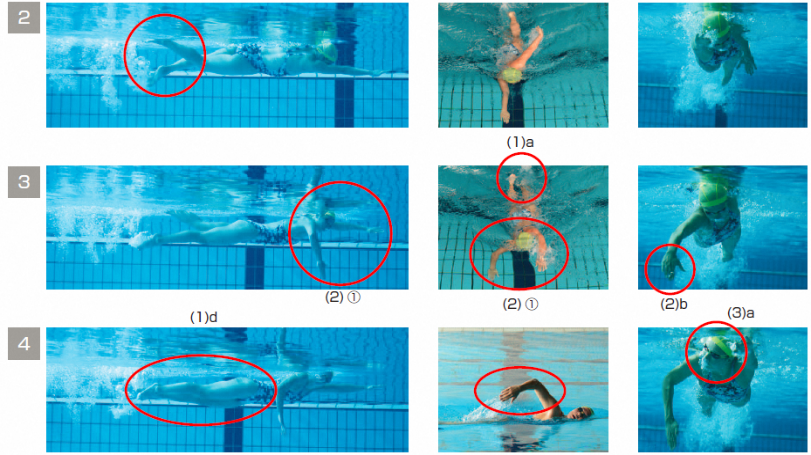 2
(1)a
3
(2) ①
(2) ①
(2)b
(1)d
(3)a
4